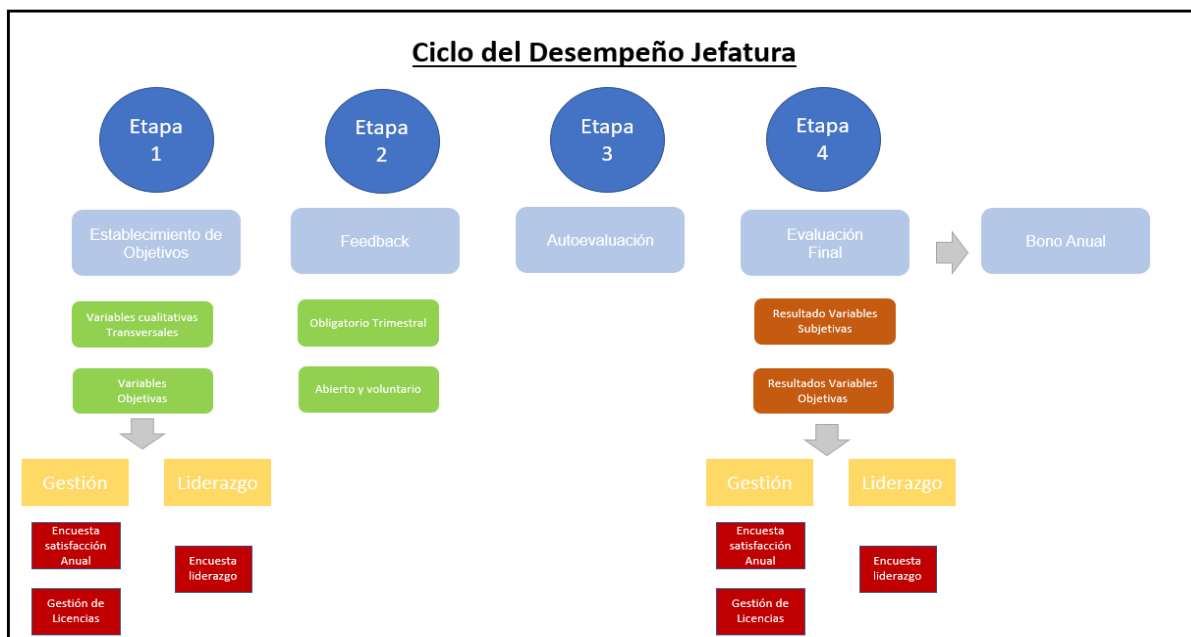 Ciclo del Desempeño Jefatura
Etapa
1
Etapa
2
Etapa
3
Etapa
4
Establecimiento de
Objetivos
Feedback
Autoevaluación
Evaluación
Final
Bono Anual
Variables cualitativas
Transversales
Obligatorio Trimestral
Resultado Variables
Subjetivas
Variables
Objetivas
Abierto y voluntario
Resultados Variables
Objetivas
Gestión
Liderazgo
Gestión
Liderazgo
Encuesta
satisfacción
Anual
Encuesta
liderazgo
Encuesta
satisfacción
Anual
Encuesta
liderazgo
Gestión de
Licencias
Gestión de
Licencias